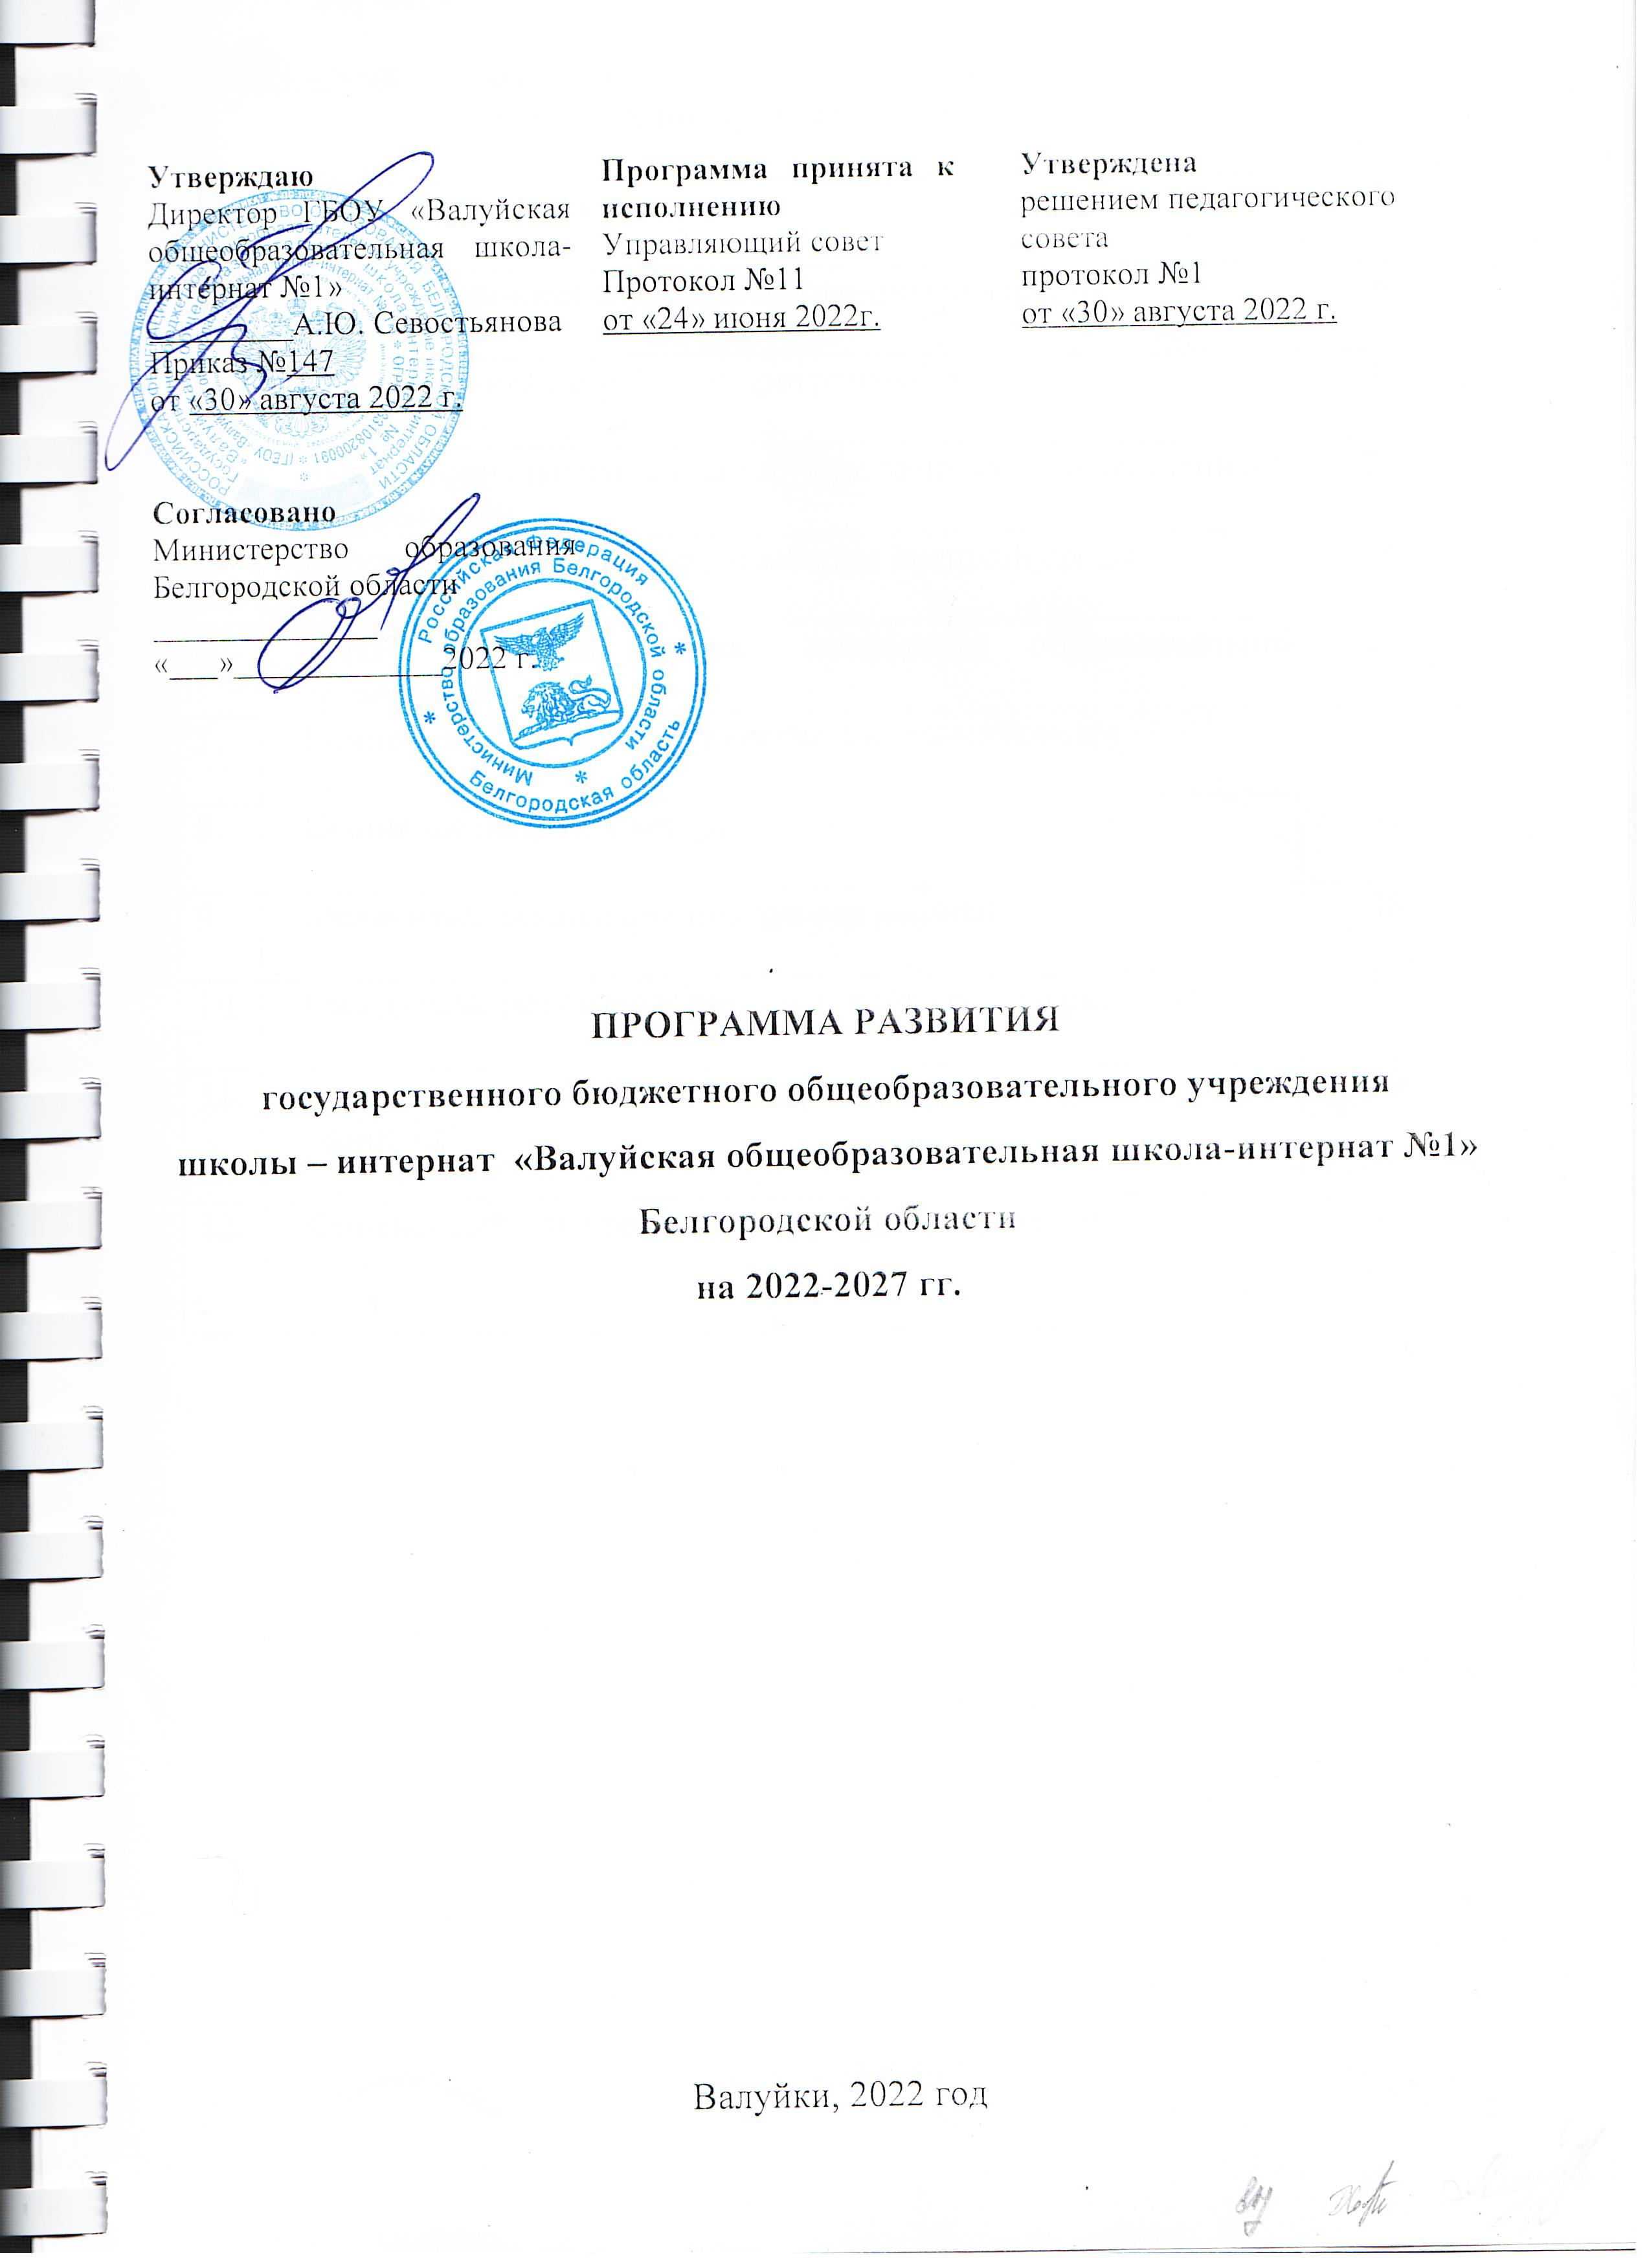 Утверждаю
Директор ГБОУ «Валуйская
общеобразовательная школа-
интернат №1»
_________А.Ю. Севостьянова
Приказ №147
от «30» августа 2022 г.
Программа принята к
исполнению
Управляющий совет
Протокол №11
от «24» июня 2022г.
Утверждена
решением педагогического
совета
протокол №1
от «30» августа 2022 г.
Согласовано
Министерство образования
Белгородской области
______________
«___»_____________2022 г.
Российская Федерация
Министерство образования Белгородской области
Белгородская область
ПРОГРАММА РАЗВИТИЯ
государственного бюджетного общеобразовательного учреждения
школы – интернат «Валуйская общеобразовательная школа-интернат №1»
Белгородской области
на 2022-2027 гг.
Валуйки, 2022 год